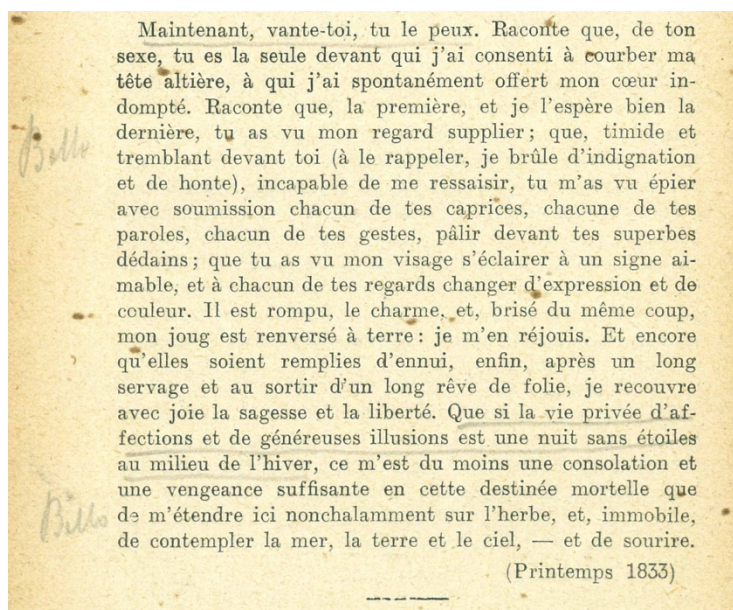 Maintenant, vante-toi, tu le peux. Raconte que, de ton
sexe, tu es la seule devant qui j'ai consenti à courber ma
tête altière, à qui j'ai spontanément offert mon cœur in-
dompté. Raconte que, la première, et je l'espère bien la
dernière, tu as vu mon regard supplier; que, timide et
Bello
tremblant devant toi (à le rappeler, je brûle d'indignation
et de honte), incapable de me ressaisir, tu m'as vu épier
avec soumission chacun de tes caprices, chacune de tes
paroles, chacun de tes gestes, pâlir devant tes superbes
dédains; que tu as vu mon visage s'éclairer à un signe ai-
mable, et à chacun de tes regards changer d'expression et de
couleur. Il est rompu, le charme, et, brisé du même coup,
mon joug est renversé à terre: je m'en réjouis. Et encore
qu'elles soient remplies d'ennui, enfin, après un long
servage et au sortir d'un long rêve de folie, je recouvre
avec joie la sagesse et la liberté. Que si la vie privée d'af-
fections et de généreuses illusions est une nuit sans étoiles
au milieu de l'hiver, ce m'est du moins une consolation et
une vengeance suffisante en cette destinée mortelle que
Bello
de m'étendre ici nonchalamment sur l'herbe, et, immobile,
de contempler la mer, la terre et le ciel, — et de sourire.
(Printemps 1833)